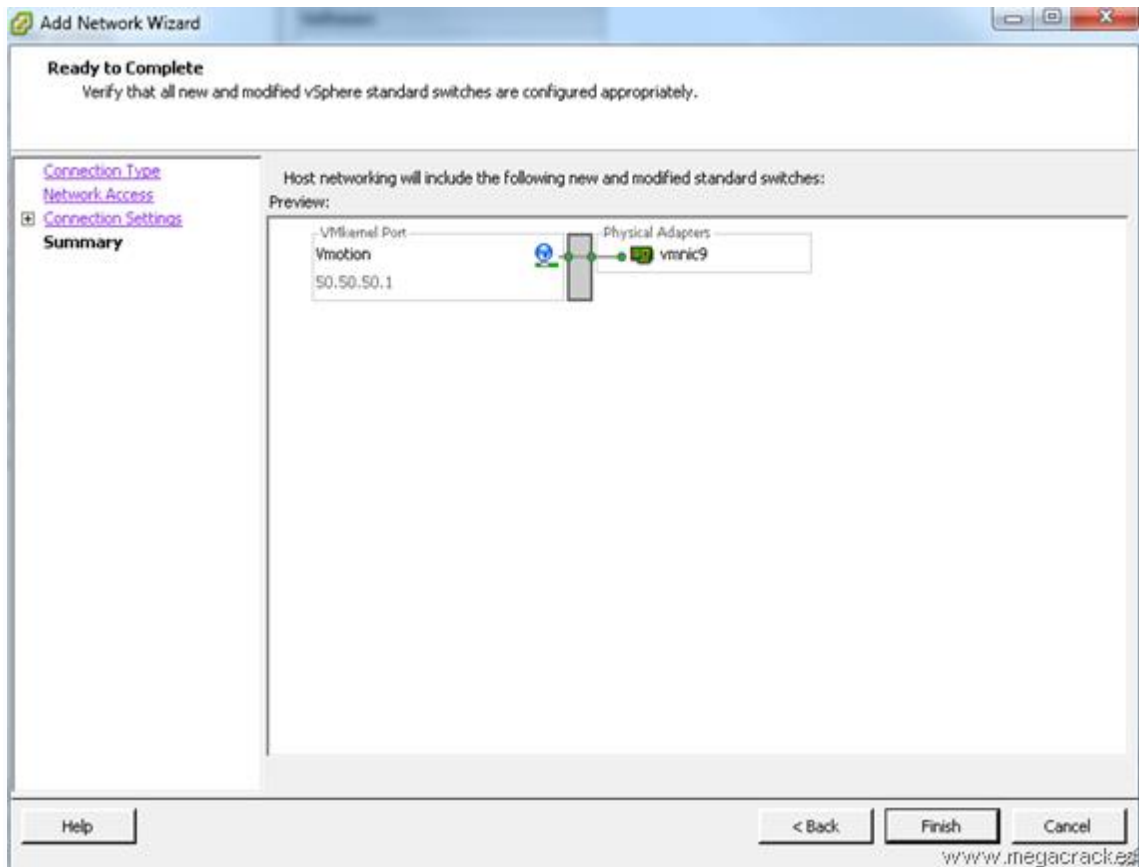 Add Network Wizard
Ready to Complete
Verify that all new and modified vSphere standard switches are configured appropriately.
Connection Type
Network Access
Connection Settings
Summary
Host networking will include the following new and modified standard switches:
Preview:
VMkernel Port
Vmotion
50.50.50.1
Physical Adapters
vmnic9
Help
< Back
Finish
Cancel
www.megacrack.es